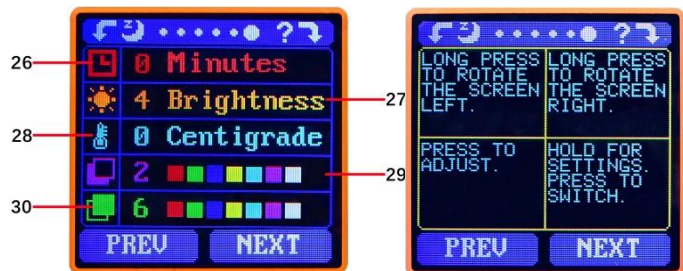 ?
26
0 Minutes
4 Brightness
27
28
0 Centigrade
2
29
30
6
PREV NEXT
?
LONG PRESS
TO ROTATE
THE SCREEN
LEFT.
LONG PRESS
TO ROTATE
THE SCREEN
RIGHT.
PRESS TO
ADJUST.
HOLD FOR
SETTINGS.
PRESS TO
SWITCH.
PREV NEXT